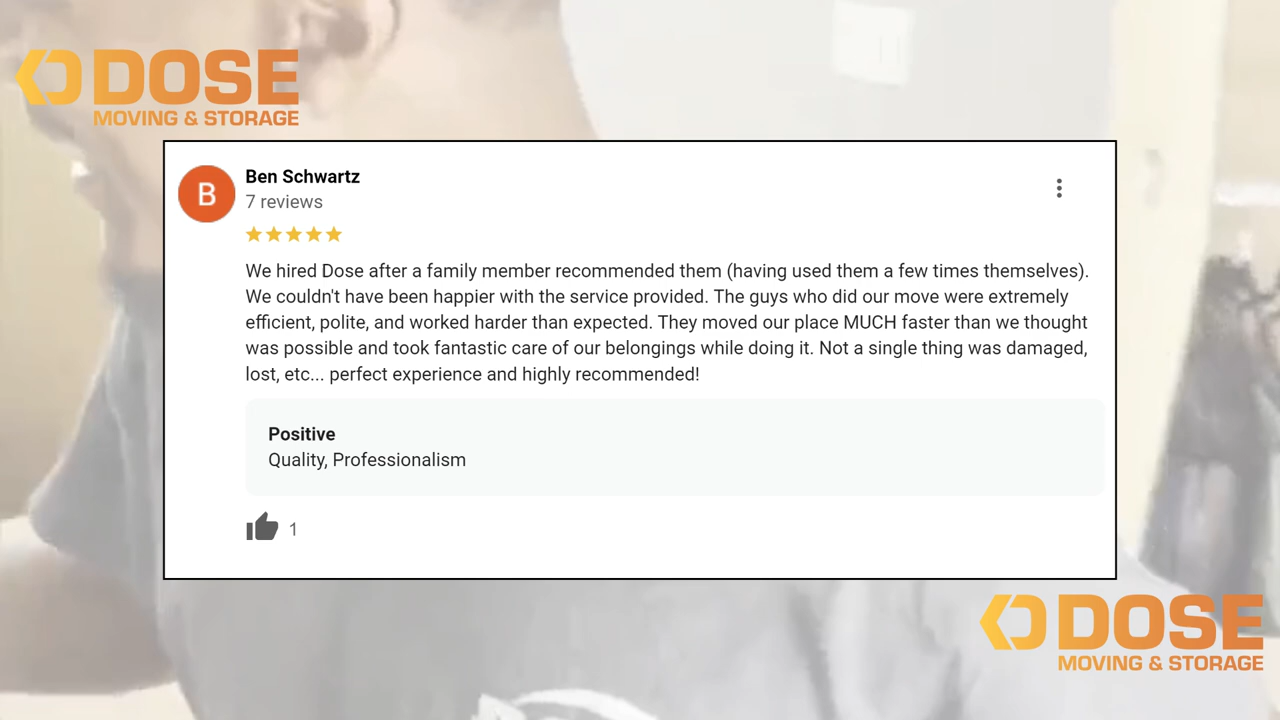 DOSE
MOVING & STORAGE
Ben Schwartz
B
7 reviews
We hired Dose after a family member recommended them (having used them a few times themselves).
We couldn't have been happier with the service provided. The guys who did our move were extremely
efficient, polite, and worked harder than expected. They moved our place MUCH faster than we thought
was possible and took fantastic care of our belongings while doing it. Not a single thing was damaged,
lost, etc... perfect experience and highly recommended!
Positive
Quality, Professionalism
1
DOSE
MOVING & STORAGE